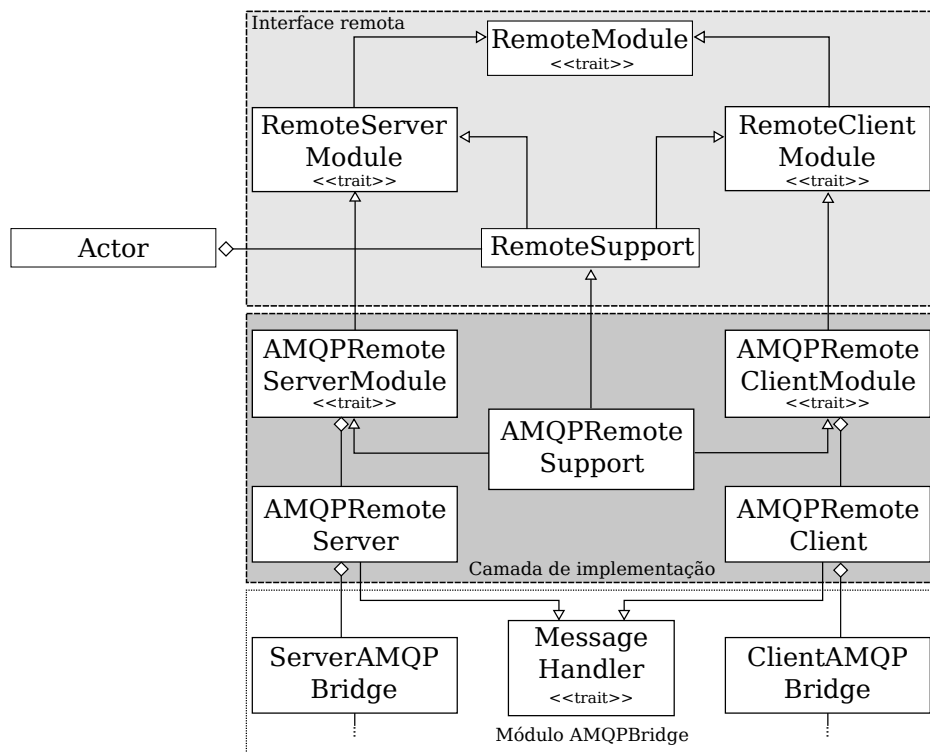 Interface remota
RemoteModule
<<trait>>
RemoteServer
Module
<<trait>>
RemoteClient
Module
<<trait>>
Actor
RemoteSupport
AMQPRemote
ServerModule
<<trait>>
AMQPRemote
ClientModule
<<trait>>
AMQPRemote
Support
AMQPRemote
Server
AMQPRemote
Client
Camada de implementação
ServerAMQP
Bridge
Message
Handler
<<trait>>
ClientAMQP
Bridge
Módulo AMQPBridge